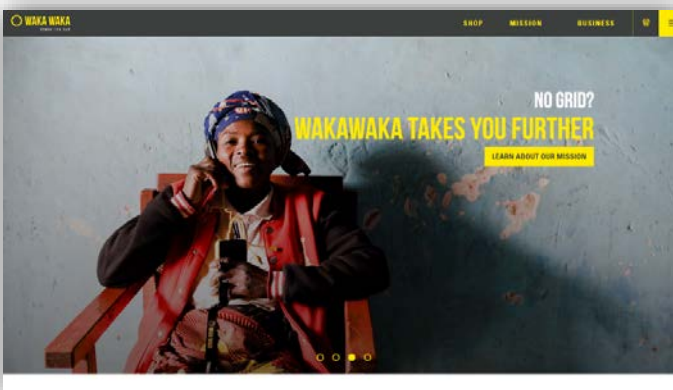 WAKA WAKA
SHOP MISSION BUSINESS
NO GRID?
WAKAWAKA TAKES YOU FURTHER
LEARN ABOUT OUR MISSION